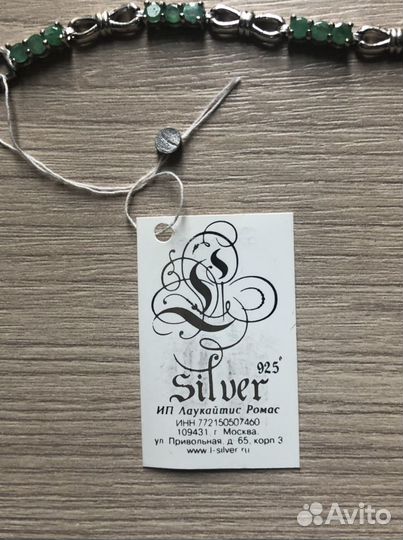 L
925°
Silver
ИП Лаукайтис Ромас
ИНН 772150507460
109431 г. Москва.
ул. Привольная, д. 65, корп 3
www.l-silver.ru
Avito